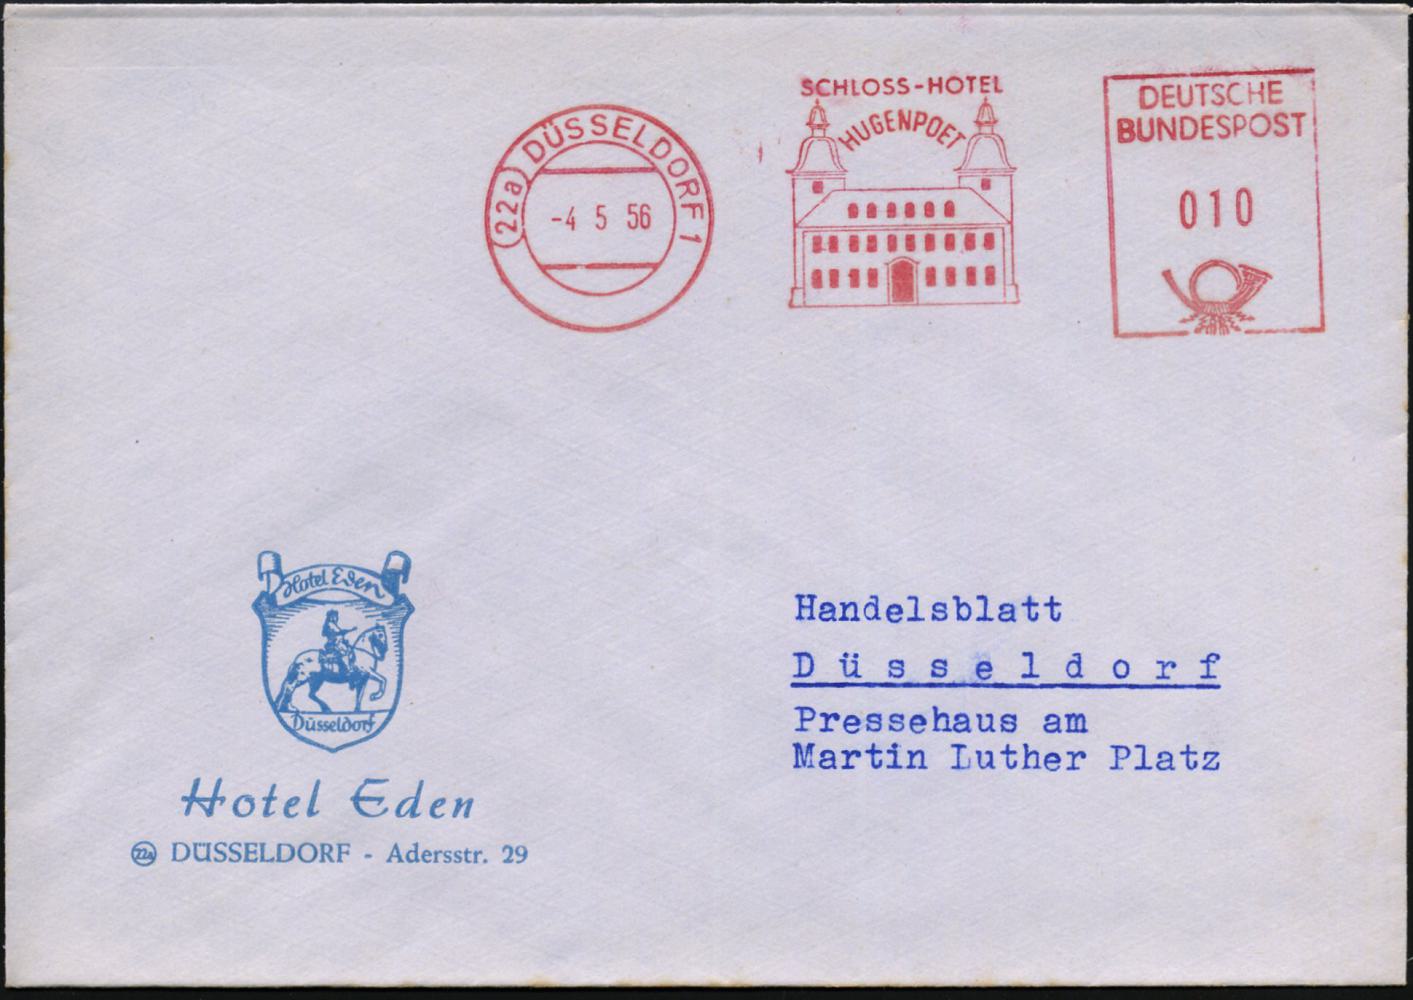 SCHLOSS-HOTEL
HUGENPOET
DEUTSCHE
BUNDESPOST
010
(22a) DÜSSELDORF 1
-4 5 56
Hotel Eden
Düsseldorf
Hotel Eden
22a DÜSSELDORF - Adersstr. 29
Handelsblatt
Düsseldorf
Pressehaus am
Martin Luther Platz